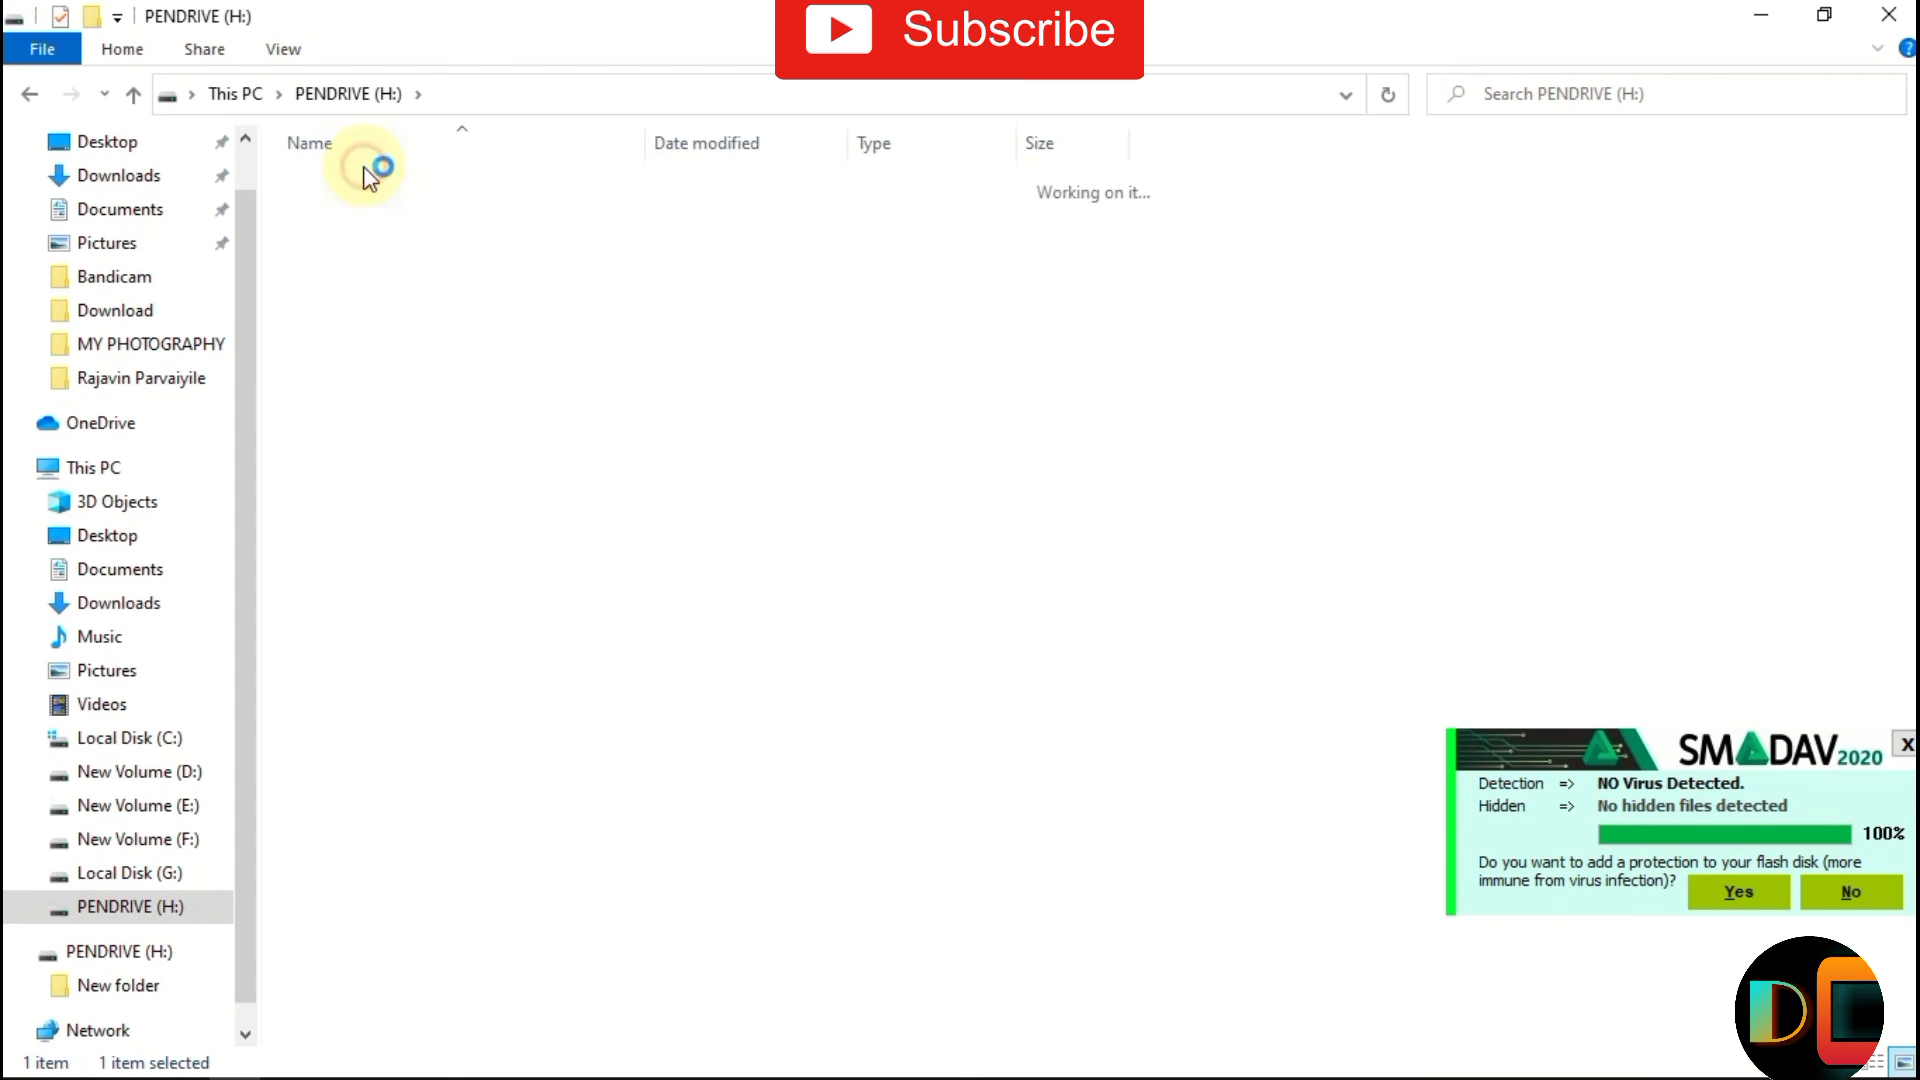 PENDRIVE (H:)
Subscribe
File Home Share View
This PC PENDRIVE (H:)
Search PENDRIVE (H:)
Name Date modified Type Size
Working on it...
Desktop
Downloads
Documents
Pictures
Bandicam
Download
MY PHOTOGRAPHY
Rajavin Parvaiyile
OneDrive
This PC
3D Objects
Desktop
Documents
Downloads
Music
Pictures
Videos
Local Disk (C:)
New Volume (D:)
New Volume (E:)
New Volume (F:)
Local Disk (G:)
PENDRIVE (H:)
PENDRIVE (H:)
New folder
Network
1 item 1 item selected
SMADAV 2020
X
Detection => NO Virus Detected.
Hidden => No hidden files detected
100%
Do you want to add a protection to your flash disk (more
immune from virus infection)?
Yes No
DC